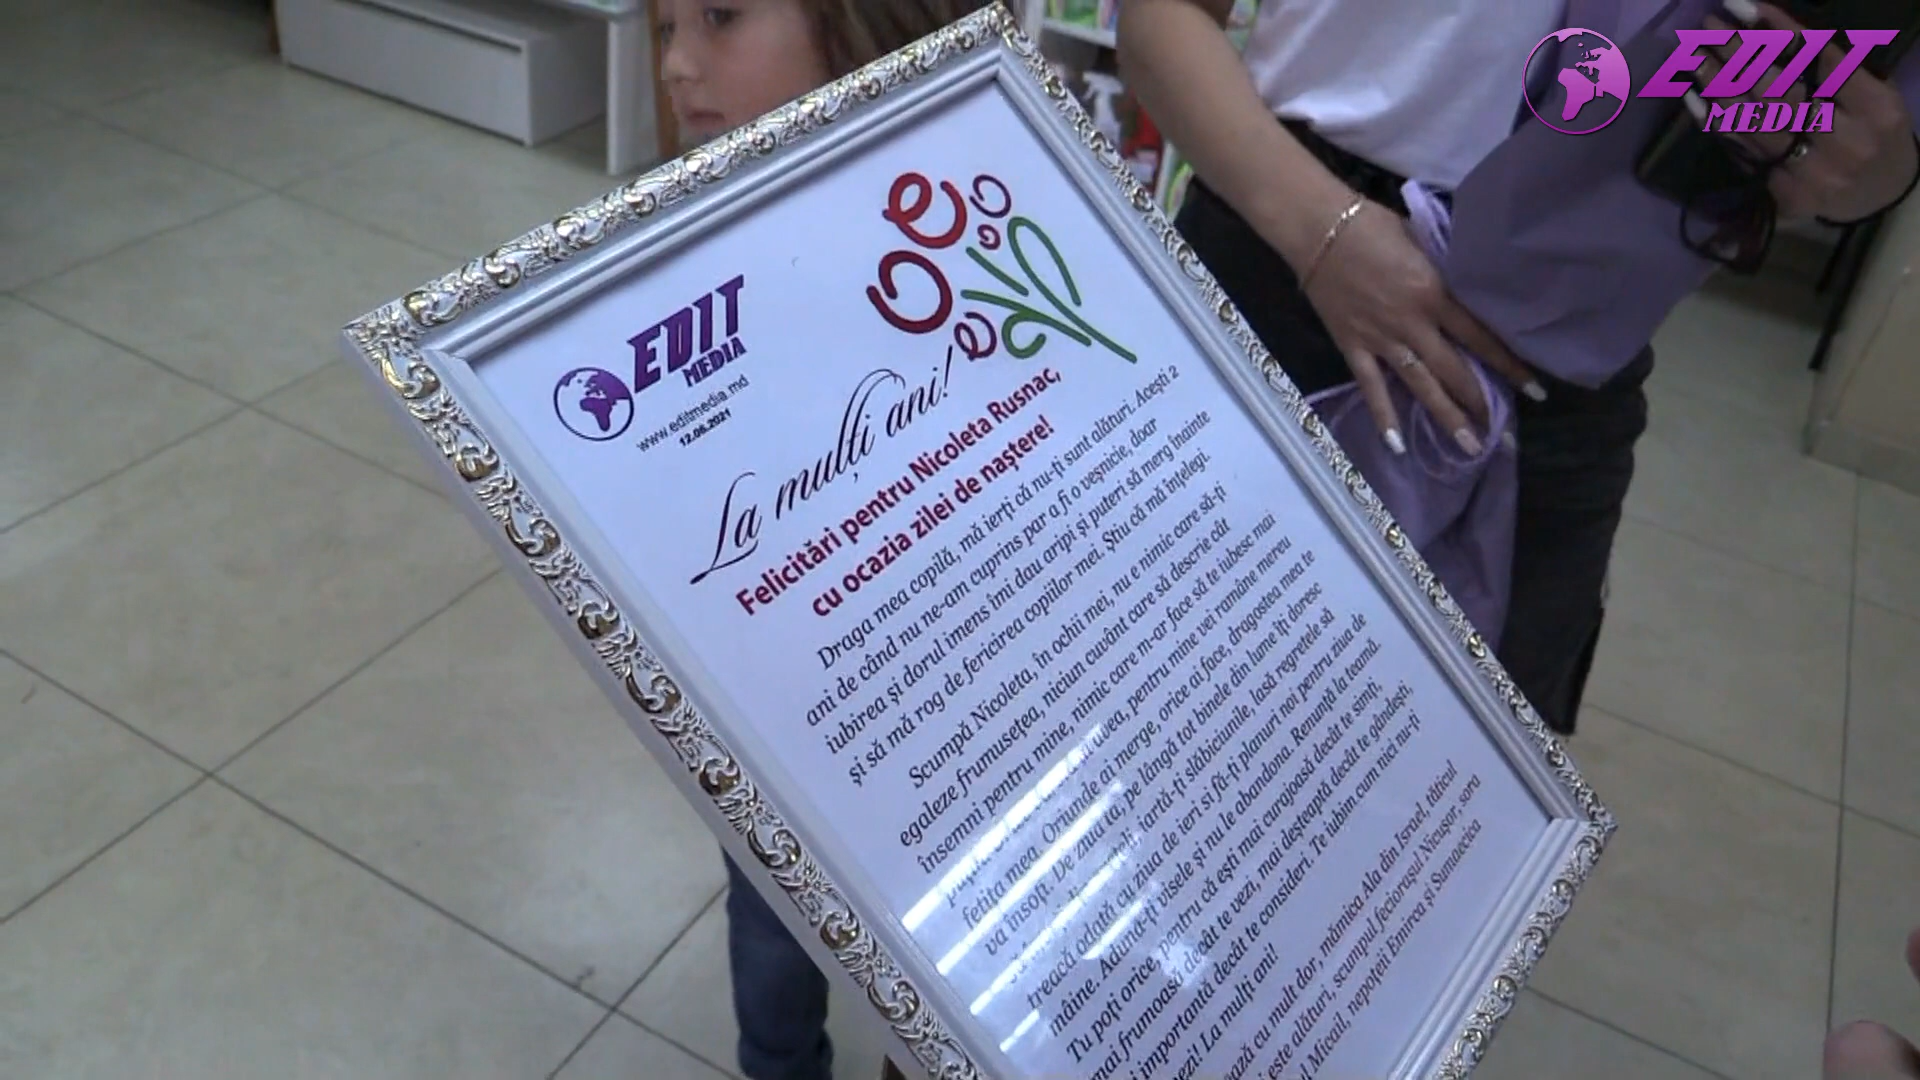 EDIT
MEDIA
EDIT
MEDIA
www.editmedia.md
12.06.2021
La mulți ani!
Felicitări pentru Nicoleta Rusnac,
cu ocazia zilei de naștere!
Draga mea copilă, mă ierți că nu-ți sunt alături. Acești 2
ani de când nu ne-am cuprins par a fi o veșnicie, doar
iubirea și dorul imens îmi dau aripi și puteri să merg înainte
și să mă rog de fericirea copiilor mei. Știu că mă înțelegi.
Scumpă Nicoleta, în ochii mei, nu e nimic care să-ți
egaleze frumusețea, niciun cuvânt care să descrie cât
însemni pentru mine, nimic care m-ar face să te iubesc mai
avea, pentru mine vei ramâne mereu
fetița mea. Oriunde ai merge, orice ai face, dragostea mea te
va însoți. De ziua ta, pe lângă tot binele din lume îți doresc
iartă-ți slăbiciunile, lasă regretele să
treacă odată cu ziua de ieri si fă-ți planuri noi pentru ziua de
mâine. Adună-ți visele și nu le abandona. Renunță la teamă.
Tu poți orice, pentru că ești mai curajoasă decât te simți,
mai frumoasă decât te vezi, mai deșteaptă decât te gândești,
i importantă decât te consideri. Te iubim cum nici nu-ți
ezi! La mulți ani!
ează cu mult dor, mămica Ala din Israel, tăticul
i este alături, scumpul feciorașul Nicușor, sora
ul Micail, nepoțeii Emirca și Sumaecica